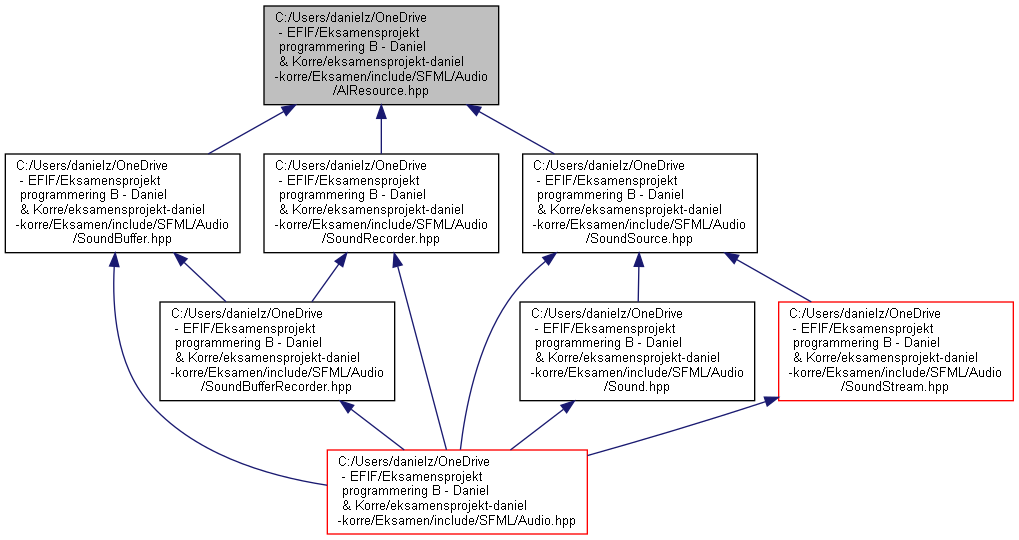 C:/Users/danielz/OneDrive
- EFIF/Eksamensprojekt
programmering B - Daniel
& Korre/eksamensprojekt-daniel
-korre/Eksamen/include/SFML/Audio
/AlResource.hpp
C:/Users/danielz/OneDrive
- EFIF/Eksamensprojekt
programmering B - Daniel
& Korre/eksamensprojekt-daniel
-korre/Eksamen/include/SFML/Audio
/SoundBuffer.hpp
C:/Users/danielz/OneDrive
- EFIF/Eksamensprojekt
programmering B - Daniel
& Korre/eksamensprojekt-daniel
-korre/Eksamen/include/SFML/Audio
/SoundRecorder.hpp
C:/Users/danielz/OneDrive
- EFIF/Eksamensprojekt
programmering B - Daniel
& Korre/eksamensprojekt-daniel
-korre/Eksamen/include/SFML/Audio
/SoundSource.hpp
C:/Users/danielz/OneDrive
- EFIF/Eksamensprojekt
programmering B - Daniel
& Korre/eksamensprojekt-daniel
-korre/Eksamen/include/SFML/Audio
/SoundBufferRecorder.hpp
C:/Users/danielz/OneDrive
- EFIF/Eksamensprojekt
programmering B - Daniel
& Korre/eksamensprojekt-daniel
-korre/Eksamen/include/SFML/Audio
/Sound.hpp
C:/Users/danielz/OneDrive
- EFIF/Eksamensprojekt
programmering B - Daniel
& Korre/eksamensprojekt-daniel
-korre/Eksamen/include/SFML/Audio
/SoundStream.hpp
C:/Users/danielz/OneDrive
- EFIF/Eksamensprojekt
programmering B - Daniel
& Korre/eksamensprojekt-daniel
-korre/Eksamen/include/SFML/Audio.hpp